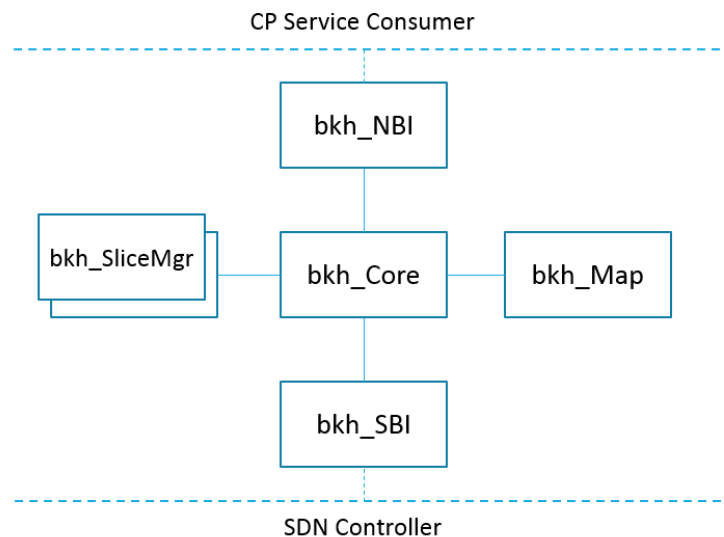 CP Service Consumer
bkh_NBI
bkh_SliceMgr
bkh_Core
bkh_Map
bkh_SBI
SDN Controller